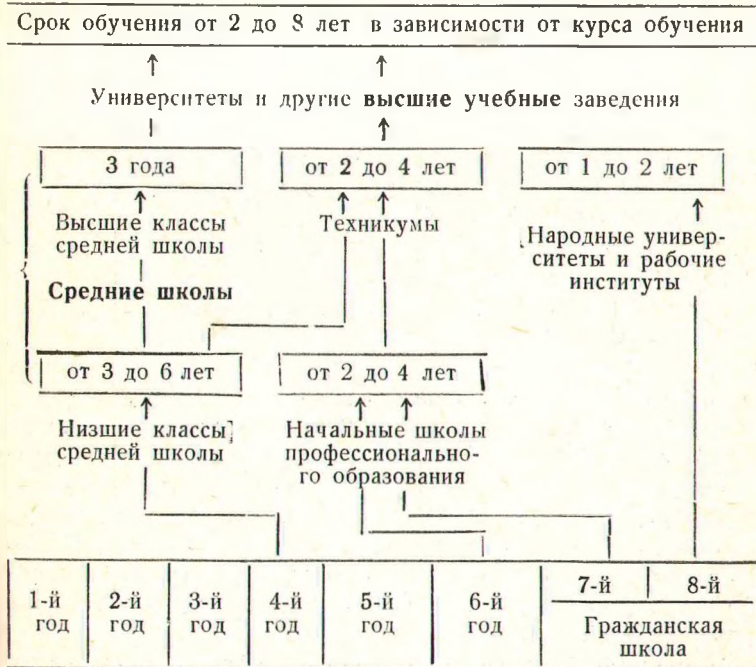 Срок обучения от 2 до 8 лет в зависимости от курса обучения
Университеты и другие высшие учебные заведения
3 года
от 2 до 4 лет
от 1 до 2 лет
Высшие классы
средней школы
Техникумы
Народные универ-
ситеты и рабочие
институты
Средние школы
от 3 до 6 лет
от 2 до 4 лет
Низшие классы
средней школы
Начальные школы
профессионально-
го образования
1-й
год
2-й
год
3-й
год
4-й
год
5-й
год
6-й
год
7-й
8-й
Гражданская
школа